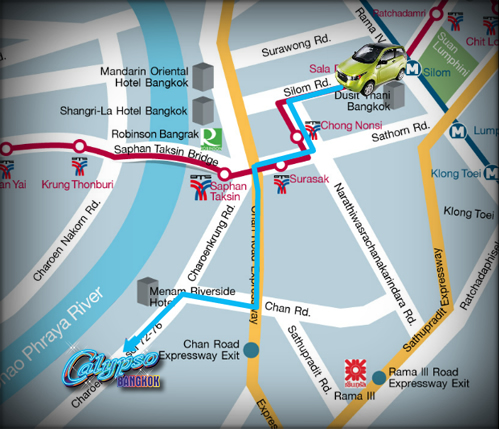 Ratchadamri
Rama IV
Chit L
Suan
Lumphini
Surawong Rd.
Mandarin Oriental
Hotel Bangkok
Sala
Silom
Silom Rd.
Dusit Thani
Bangkok
Shangri-La Hotel
Bangkok
Robinson Bangrak
Chong Nonsi
Sathorn Rd.
Lump
Saphan Taksin Bridge
an Yai
Krung Thonburi
Saphan
Taksin
Surasak
Klong Toei
Klong Toei
Charoen Nakorn Rd.
Charoenkrung Rd.
Narathiwasrachanakarindra Rd.
Sathupradit Expressway
Ratchadaphise
hao Phraya River
Menam Riverside
Hotel
Chan Rd.
72-76
Chan Road
Expressway Exit
Sathupradit Rd.
Calypso
BANGKOK
Charoe
Expres
Rama III
Rama III Road
Expressway Exit